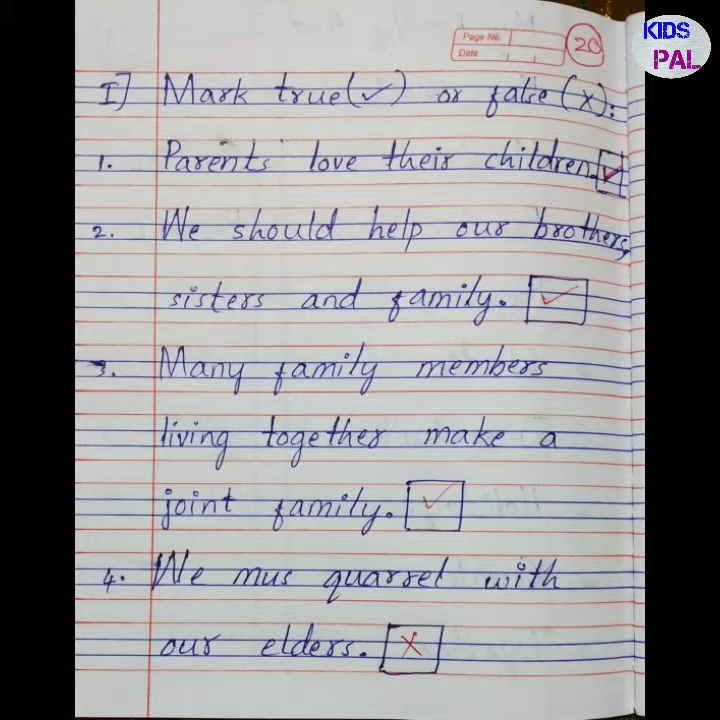 KIDS
PAL
Page No.
Date
20
I] Mark true(✓) or false(x):
1. Parents love their children. ✓
2. We should help our brothers,
sisters and family. ✓
3. Many family members
living together make a
joint family. ✓
4. We mus quarrel with
our elders. x